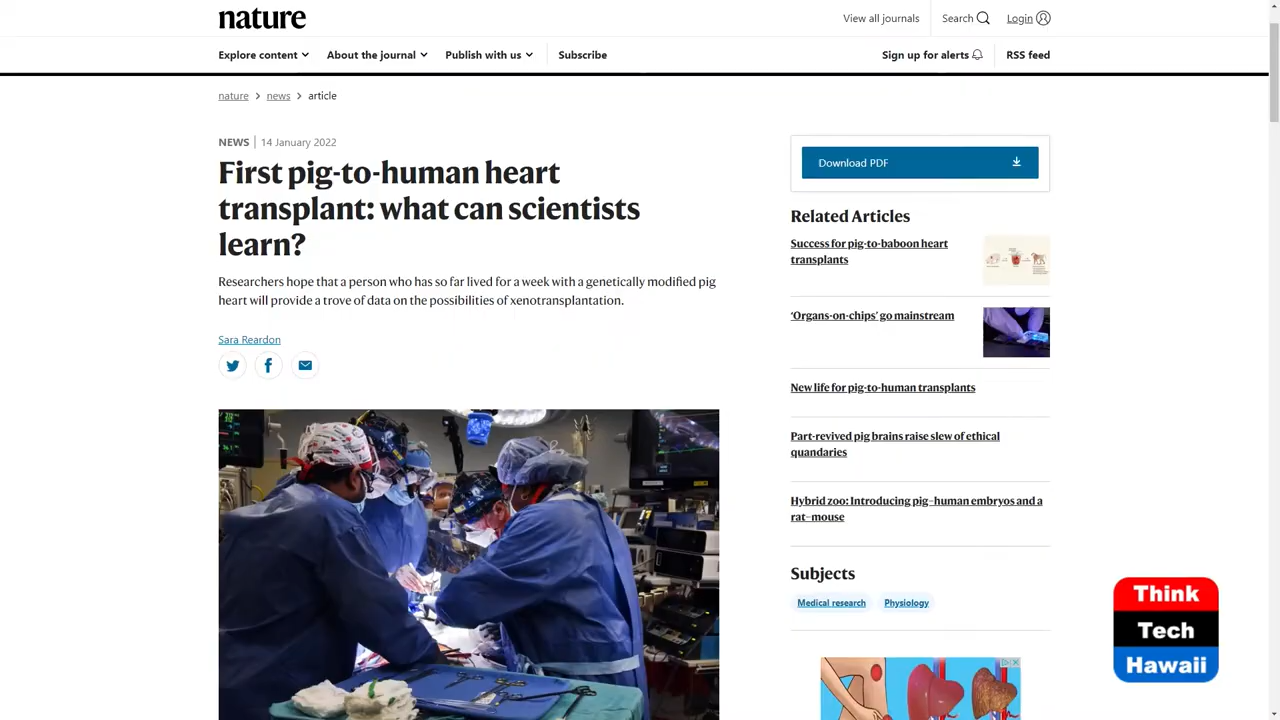 nature
View all journals
Search
Login
Explore content
About the journal
Publish with us
Subscribe
Sign up for alerts
RSS feed
nature > news > article
NEWS | 14 January 2022
First pig-to-human heart
transplant: what can scientists
learn?
Researchers hope that a person who has so far lived for a week with a genetically modified pig
heart will provide a trove of data on the possibilities of xenotransplantation.
Sara Reardon
Download PDF
Related Articles
Success for pig-to-baboon heart
transplants
‘Organs-on-chips’ go mainstream
New life for pig-to-human transplants
Part-revived pig brains raise slew of ethical
quandaries
Hybrid zoo: Introducing pig–human embryos and a
rat–mouse
Subjects
Medical research
Physiology
Think
Tech
Hawaii